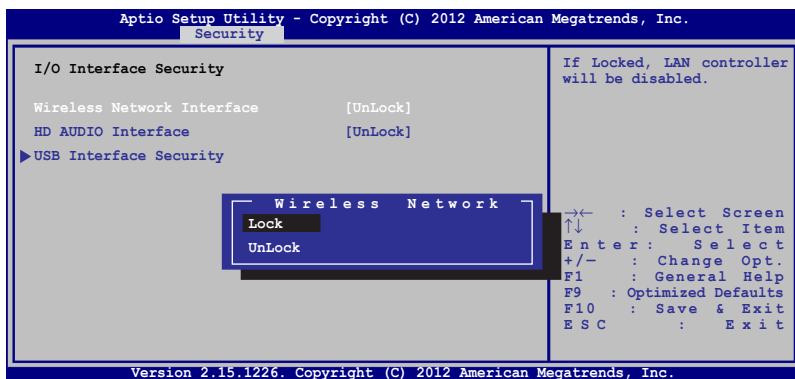 Aptio Setup Utility - Copyright (C) 2012 American Megatrends, Inc.
Security
I/O Interface Security
Wireless Network Interface [UnLock]
HD AUDIO Interface [UnLock]
USB Interface Security
If Locked, LAN controller
will be disabled.
Wireless Network
Lock
UnLock
→← : Select Screen
↑↓ : Select Item
Enter: Select
+/— : Change Opt.
F1 : General Help
F9 : Optimized Defaults
F10 : Save & Exit
ESC : Exit
Version 2.15.1226. Copyright (C) 2012 American Megatrends, Inc.